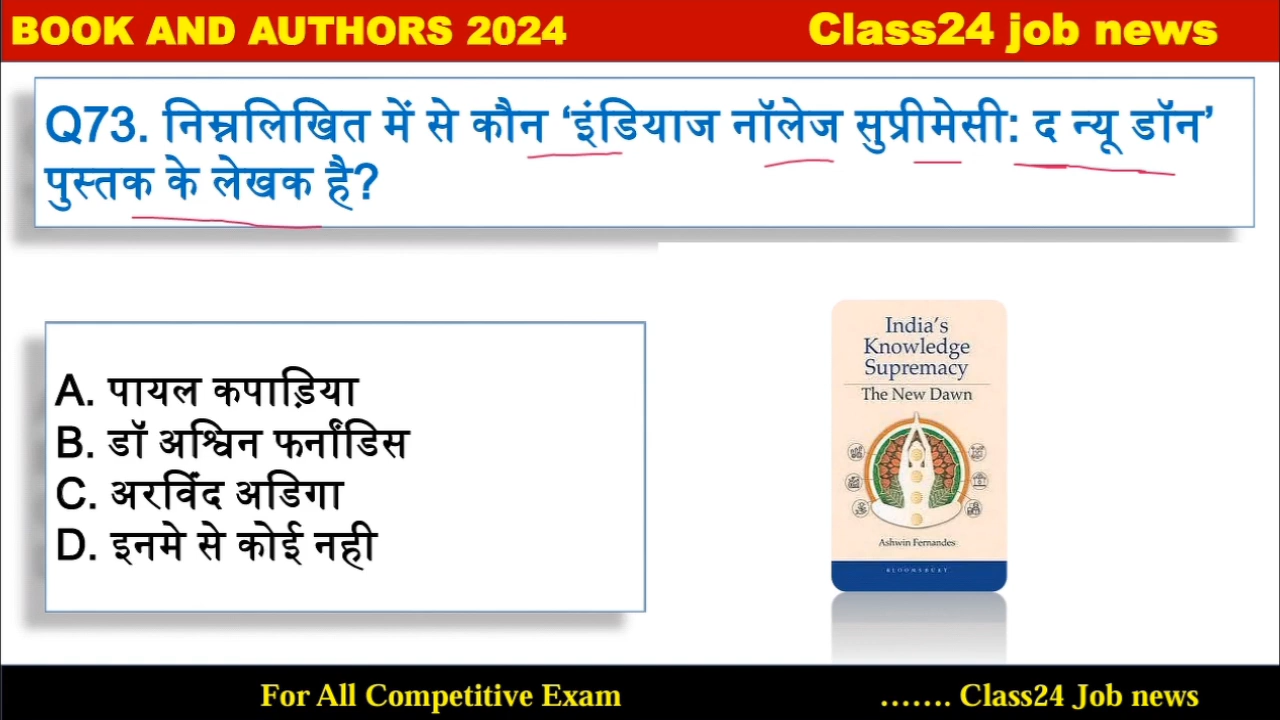 BOOK AND AUTHORS 2024
Class24 job news
Q73. निम्नलिखित में से कौन ‘इंडियाज नॉलेज सुप्रीमेसी: द न्यू डॉन’
पुस्तक के लेखक है?
A. पायल कपाड़िया
B. डॉ अश्विन फर्नांडिस
C. अरविंद अडिगा
D. इनमे से कोई नही
India’s
Knowledge
Supremacy
The New Dawn
Ashwin Fernandes
BLOOMSBURY
For All Competitive Exam
....... Class24 Job news